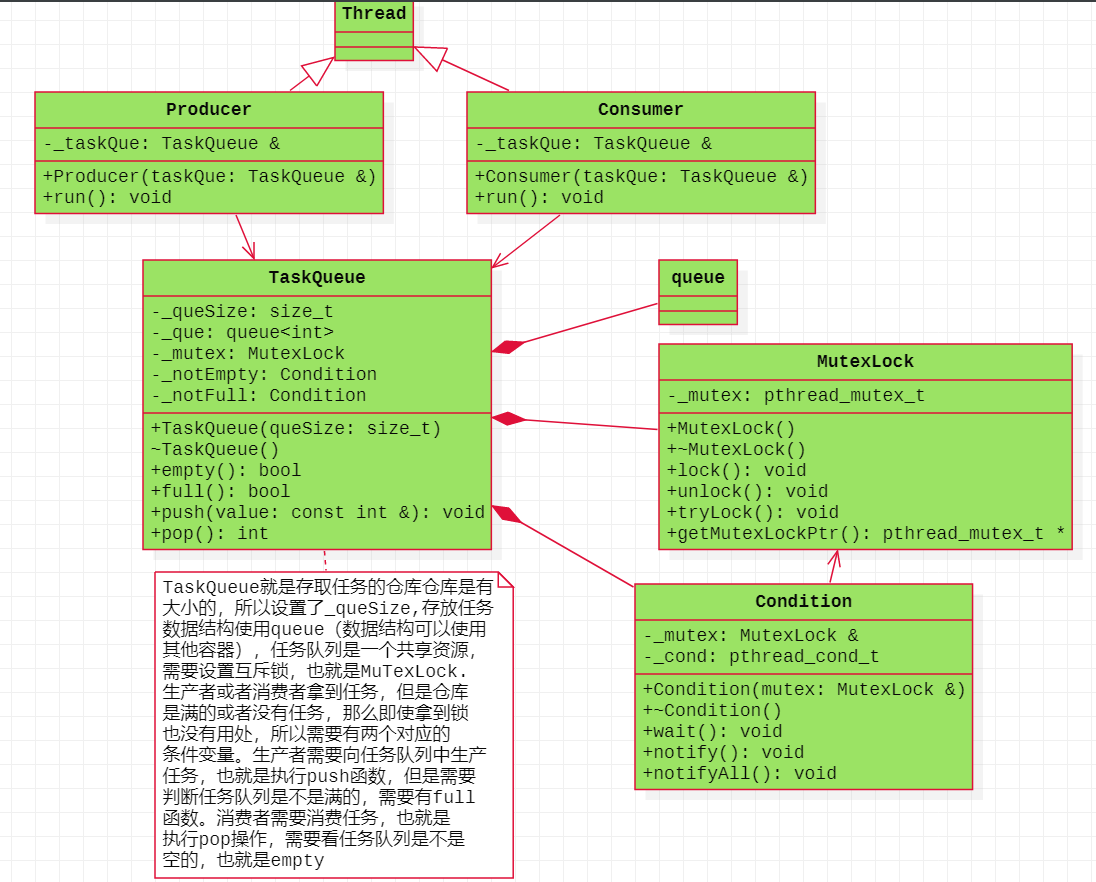 Thread
Producer
-_taskQue: TaskQueue &
+Producer(taskQue: TaskQueue &)
+run(): void
Consumer
-_taskQue: TaskQueue &
+Consumer(taskQue: TaskQueue &)
+run(): void
TaskQueue
-_queSize: size_t
-_que: queue<int>
-_mutex: MutexLock
-_notEmpty: Condition
-_notFull: Condition
+TaskQueue(queSize: size_t)
~TaskQueue()
+empty(): bool
+full(): bool
+push(value: const int &): void
+pop(): int
queue
MutexLock
-_mutex: pthread_mutex_t
+MutexLock()
+~MutexLock()
+lock(): void
+unlock(): void
+tryLock(): void
+getMutexLockPtr(): pthread_mutex_t *
Condition
-_mutex: MutexLock &
-_cond: pthread_cond_t
+Condition(mutex: MutexLock &)
+~Condition()
+wait(): void
+notify(): void
+notifyAll(): void
TaskQueue就是存取任务的仓库仓库是有
大小的，所以设置了_queSize,存放任务
数据结构使用queue（数据结构可以使用
其他容器），任务队列是一个共享资源，
需要设置互斥锁，也就是MuTexLock.
生产者或者消费者拿到任务，但是仓库
是满的或者没有任务，那么即使拿到锁
也没有用处，所以需要有两个对应的
条件变量。生产者需要向任务队列中生产
任务，也就是执行push函数，但是需要
判断任务队列是不是满的，需要有full
函数。消费者需要消费任务，也就是
执行pop操作，需要看任务队列是不是
空的，也就是empty